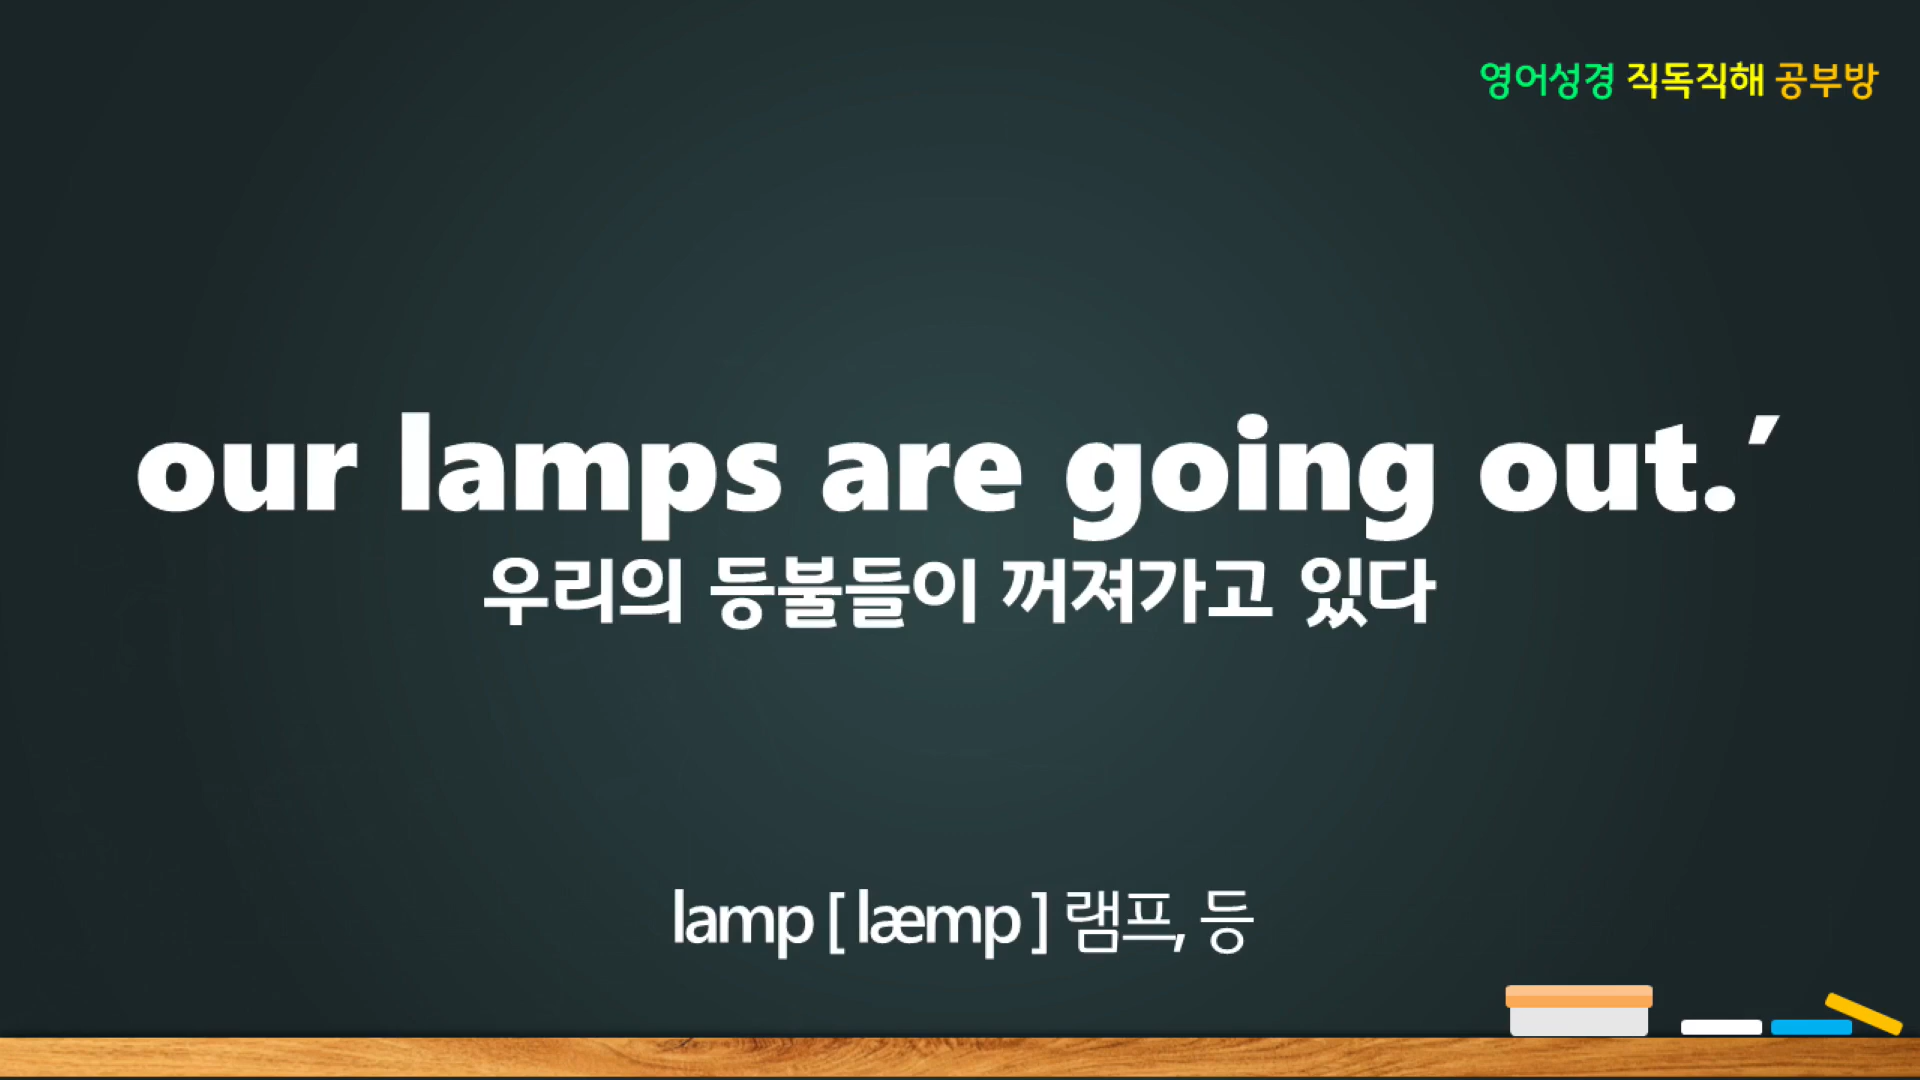 영어성경 직독직해 공부방
our lamps are going out.’
우리의 등불들이 꺼져가고 있다
lamp [ læmp ] 램프, 등